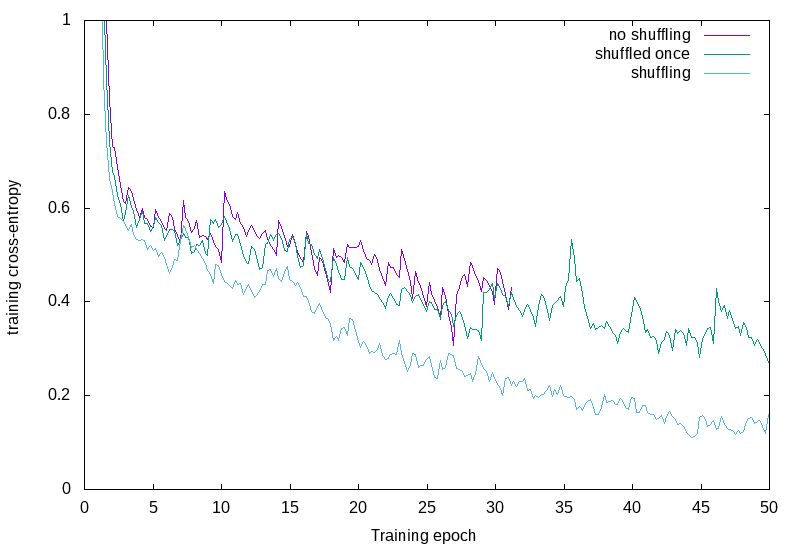 1
0.8
0.6
0.4
0.2
0
0 5 10 15 20 25 30 35 40 45 50
training cross-entropy
Training epoch
no shuffling
shuffled once
shuffling